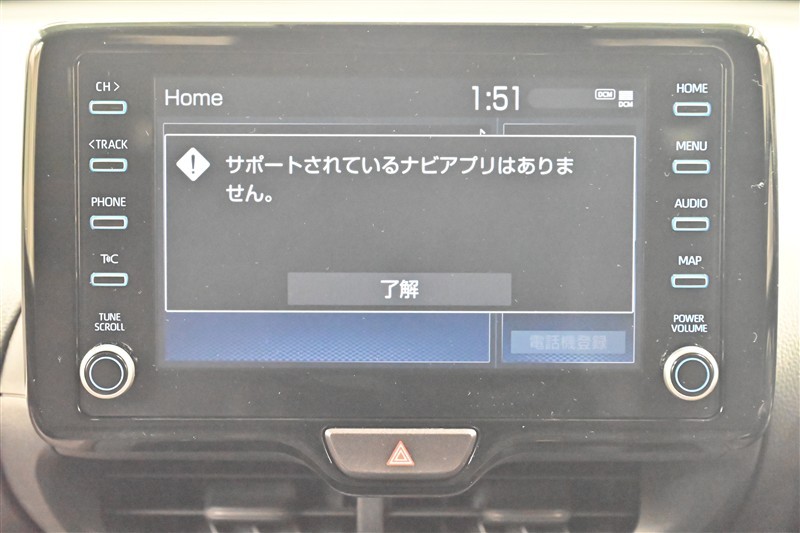 CH >
Home
1:51
DCM
DCM
HOME
<TRACK
MENU
サポートされているナビアプリはありま
せん。
PHONE
AUDIO
T C
MAP
了解
TUNE
SCROLL
POWER
VOLUME
電話機登録